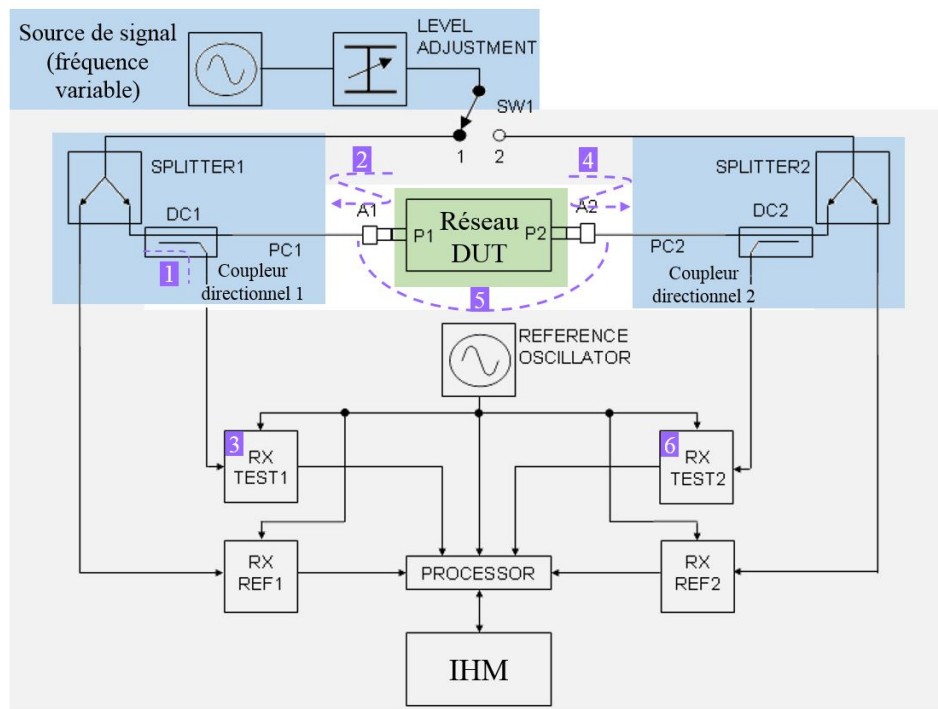 Source de signal
(fréquence
variable)
LEVEL
ADJUSTMENT
SW1
1
2
SPLITTER1
2
4
SPLITTER2
DC1
A1
A2
DC2
P1
Réseau
DUT
P2
PC1
PC2
1
Coupleur
directionnel 1
Coupleur
directionnel 2
5
REFERENCE
OSCILLATOR
3
RX
TEST1
6
RX
TEST2
RX
REF1
PROCESSOR
RX
REF2
IHM